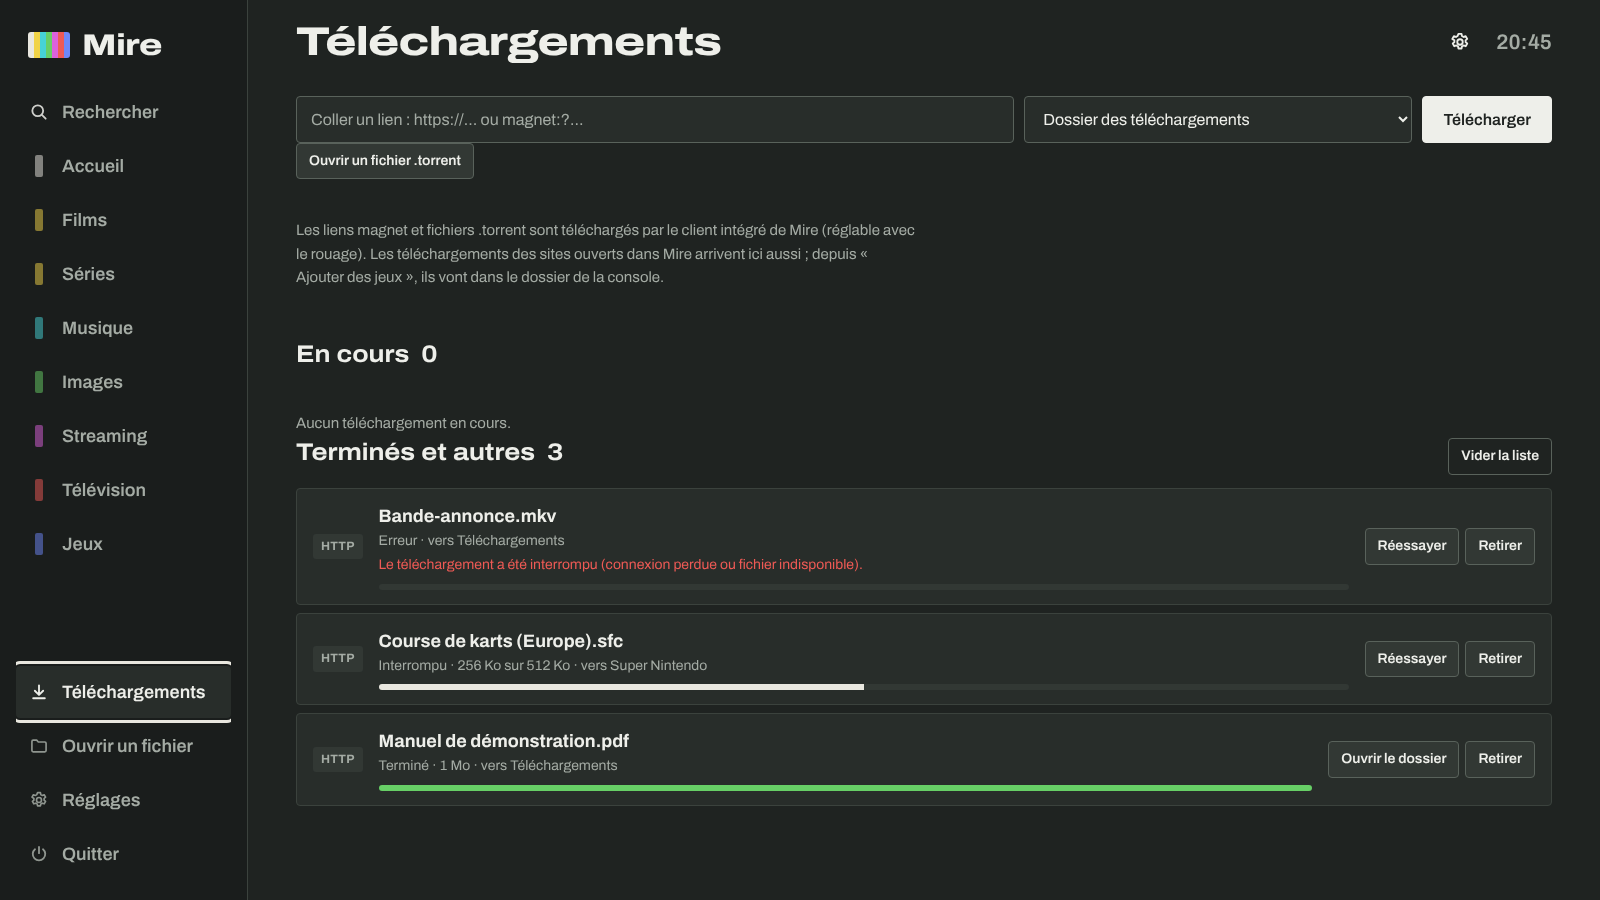 Mire
Téléchargements
20:45
Rechercher
Accueil
Films
Séries
Musique
Images
Streaming
Télévision
Jeux
Téléchargements
Ouvrir un fichier
Réglages
Quitter
Coller un lien : https://... ou magnet:?...
Dossier des téléchargements
Télécharger
Ouvrir un fichier .torrent
Les liens magnet et fichiers .torrent sont téléchargés par le client intégré de Mire (réglable avec
le rouage). Les téléchargements des sites ouverts dans Mire arrivent ici aussi ; depuis «
Ajouter des jeux », ils vont dans le dossier de la console.
En cours 0
Aucun téléchargement en cours.
Terminés et autres 3
Vider la liste
HTTP
Bande-annonce.mkv
Erreur · vers Téléchargements
Le téléchargement a été interrompu (connexion perdue ou fichier indisponible).
Réessayer
Retirer
HTTP
Course de karts (Europe).sfc
Interrompu · 256 Ko sur 512 Ko · vers Super Nintendo
Réessayer
Retirer
HTTP
Manuel de démonstration.pdf
Terminé · 1 Mo · vers Téléchargements
Ouvrir le dossier
Retirer